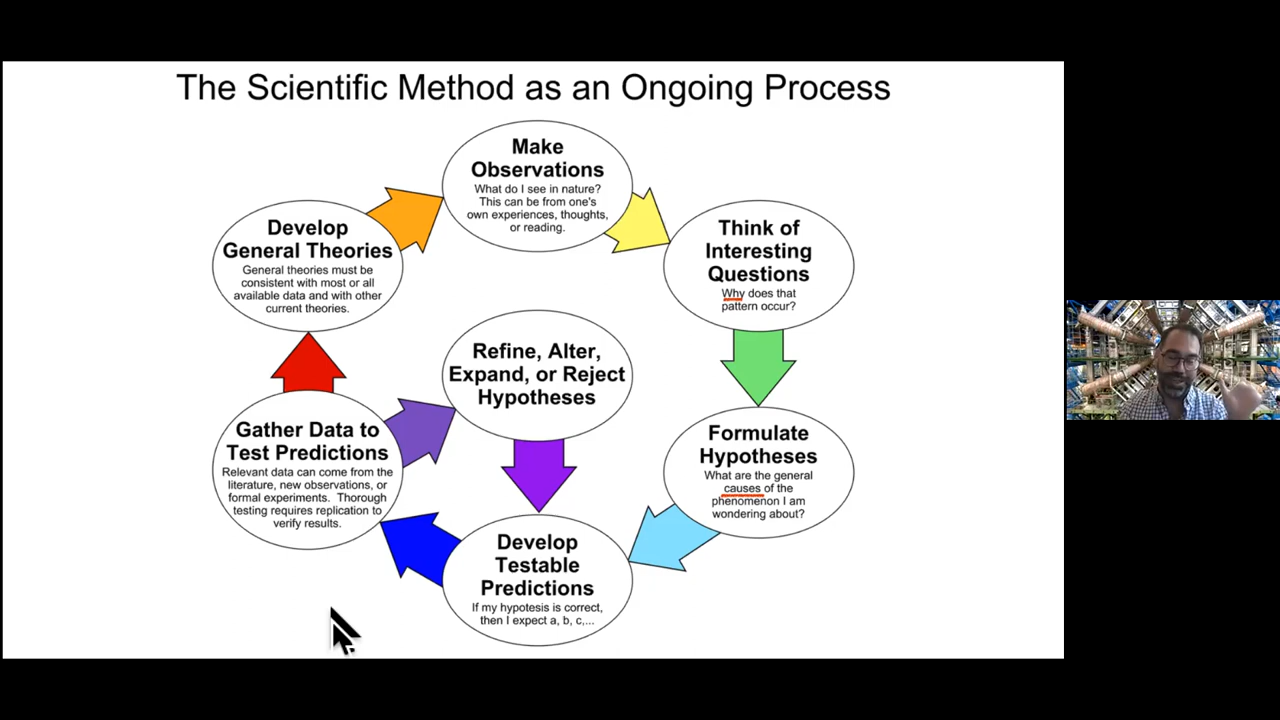 The Scientific Method as an Ongoing Process
Make
Observations
What do I see in nature?
This can be from one's
own experiences, thoughts,
or reading.
Think of
Interesting
Questions
Why does that
pattern occur?
Formulate
Hypotheses
What are the general
causes of the
phenomenon I am
wondering about?
Develop
Testable
Predictions
If my hypotesis is correct,
then I expect a, b, c,...
Gather Data to
Test Predictions
Relevant data can come from the
literature, new observations, or
formal experiments. Thorough
testing requires replication to
verify results.
Refine, Alter,
Expand, or Reject
Hypotheses
Develop
General Theories
General theories must be
consistent with most or all
available data and with other
current theories.